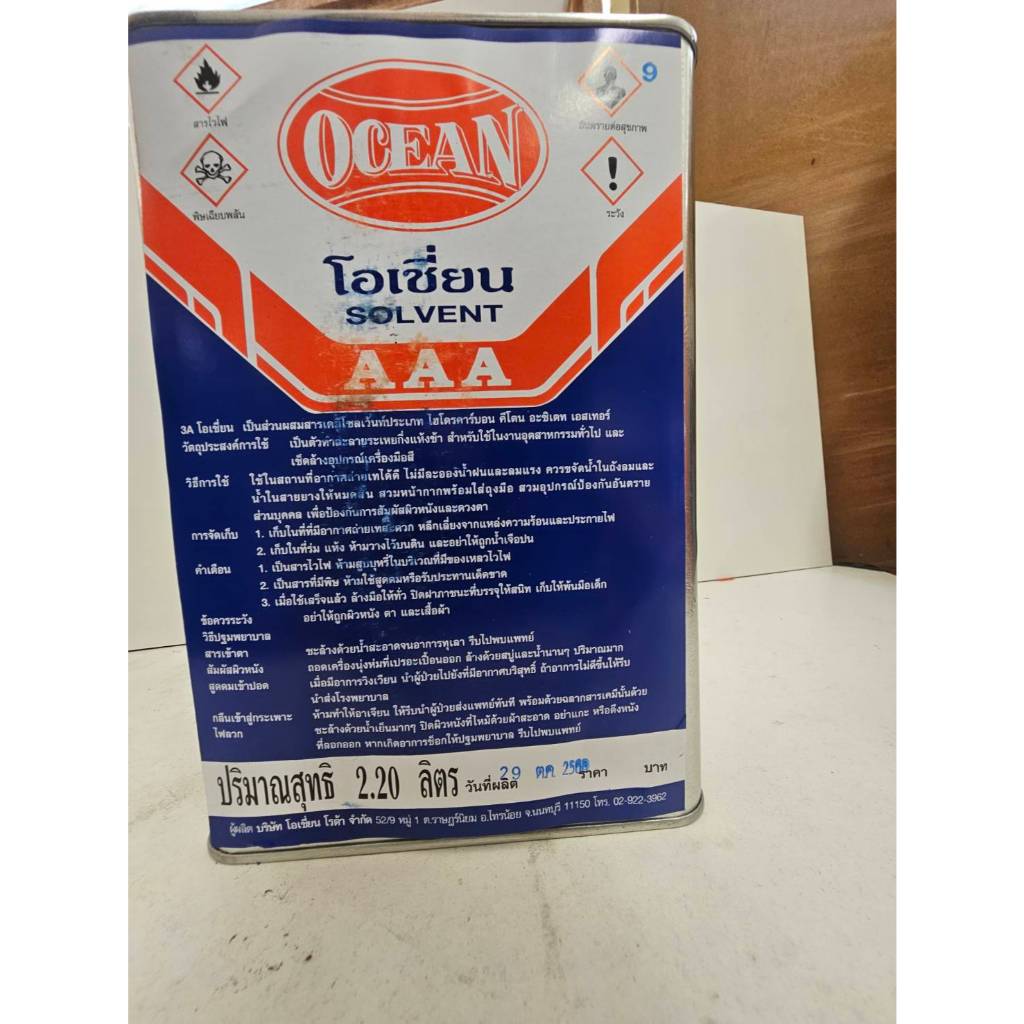 9
สารไวไฟ
OCEAN
อันตรายต่อสุขภาพ
พิษเฉียบพลัน
ระวัง
โอเชี่ยน
SOLVENT
AAA
3A โอเชี่ยน เป็นส่วนผสมสารเคมีโซลเว้นท์ประเภท ไฮโดรคาร์บอน คีโตน อะซิเตท เอสเทอร์
วัตถุประสงค์การใช้ เป็นตัวทำละลายระเหยกึ่งแห้งช้า สำหรับใช้ในงานอุตสาหกรรมทั่วไป และ
เช็ดล้างอุปกรณ์เครื่องมือสี
วิธีการใช้ ใช้ในสถานที่อากาศถ่ายเทได้ดี ไม่มีละอองน้ำฝนและลมแรง ควรขจัดน้ำในถังลมและ
น้ำในสายยางให้หมดสิ้น สวมหน้ากากพร้อมใส่ถุงมือ สวมอุปกรณ์ป้องกันอันตราย
ส่วนบุคคล เพื่อป้องกันการสัมผัสผิวหนังและดวงตา
การจัดเก็บ 1. เก็บในที่ที่มีอากาศถ่ายเทสะดวก หลีกเลี่ยงจากแหล่งความร้อนและประกายไฟ
2. เก็บในที่ร่ม แห้ง ห้ามวางไว้บนดิน และอย่าให้ถูกน้ำเจือปน
คำเตือน 1. เป็นสารไวไฟ ห้ามสูบบุหรี่ในบริเวณที่มีของเหลวไวไฟ
2. เป็นสารที่มีพิษ ห้ามใช้สูดดมหรือรับประทานเด็ดขาด
3. เมื่อใช้เสร็จแล้ว ล้างมือให้ทั่ว ปิดฝาภาชนะที่บรรจุให้สนิท เก็บให้พ้นมือเด็ก
ข้อควรระวัง อย่าให้ถูกผิวหนัง ตา และเสื้อผ้า
วิธีปฐมพยาบาล
สารเข้าตา ชะล้างด้วยน้ำสะอาดจนอาการทุเลา รีบไปพบแพทย์
สัมผัสผิวหนัง ถอดเครื่องนุ่งห่มที่เปรอะเปื้อนออก ล้างด้วยสบู่และน้ำนานๆ ปริมาณมาก
สูดดมเข้าปอด เมื่อมีอาการวิงเวียน นำผู้ป่วยไปยังที่มีอากาศบริสุทธิ์ ถ้าอาการไม่ดีขึ้นให้รีบ
นำส่งโรงพยาบาล
กลืนเข้าสู่กระเพาะ ห้ามทำให้อาเจียน ให้รีบนำผู้ป่วยส่งแพทย์ทันที พร้อมด้วยฉลากสารเคมีนั้นด้วย
ไฟลวก ชะล้างด้วยน้ำเย็นมากๆ ปิดผิวหนังที่ไหม้ด้วยผ้าสะอาด อย่าแกะ หรือดึงหนัง
ที่ลอกออก หากเกิดอาการช็อกให้ปฐมพยาบาล รีบไปพบแพทย์
ปริมาณสุทธิ 2.20 ลิตร วันที่ผลิต 29 ตค. ราคา บาท
ผู้ผลิต บริษัท โอเชี่ยน โรด้า จำกัด 52/9 หมู่ 1 ต.ราษฎร์นิยม อ.ไทรน้อย จ.นนทบุรี 11150 โทร. 02-922-3962